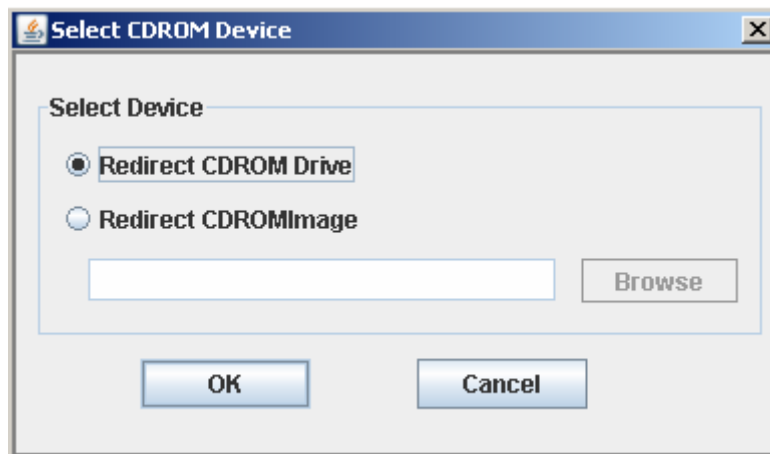 Select CDROM Device
Select Device
Redirect CDROM Drive
Redirect CDROMImage
Browse
OK Cancel